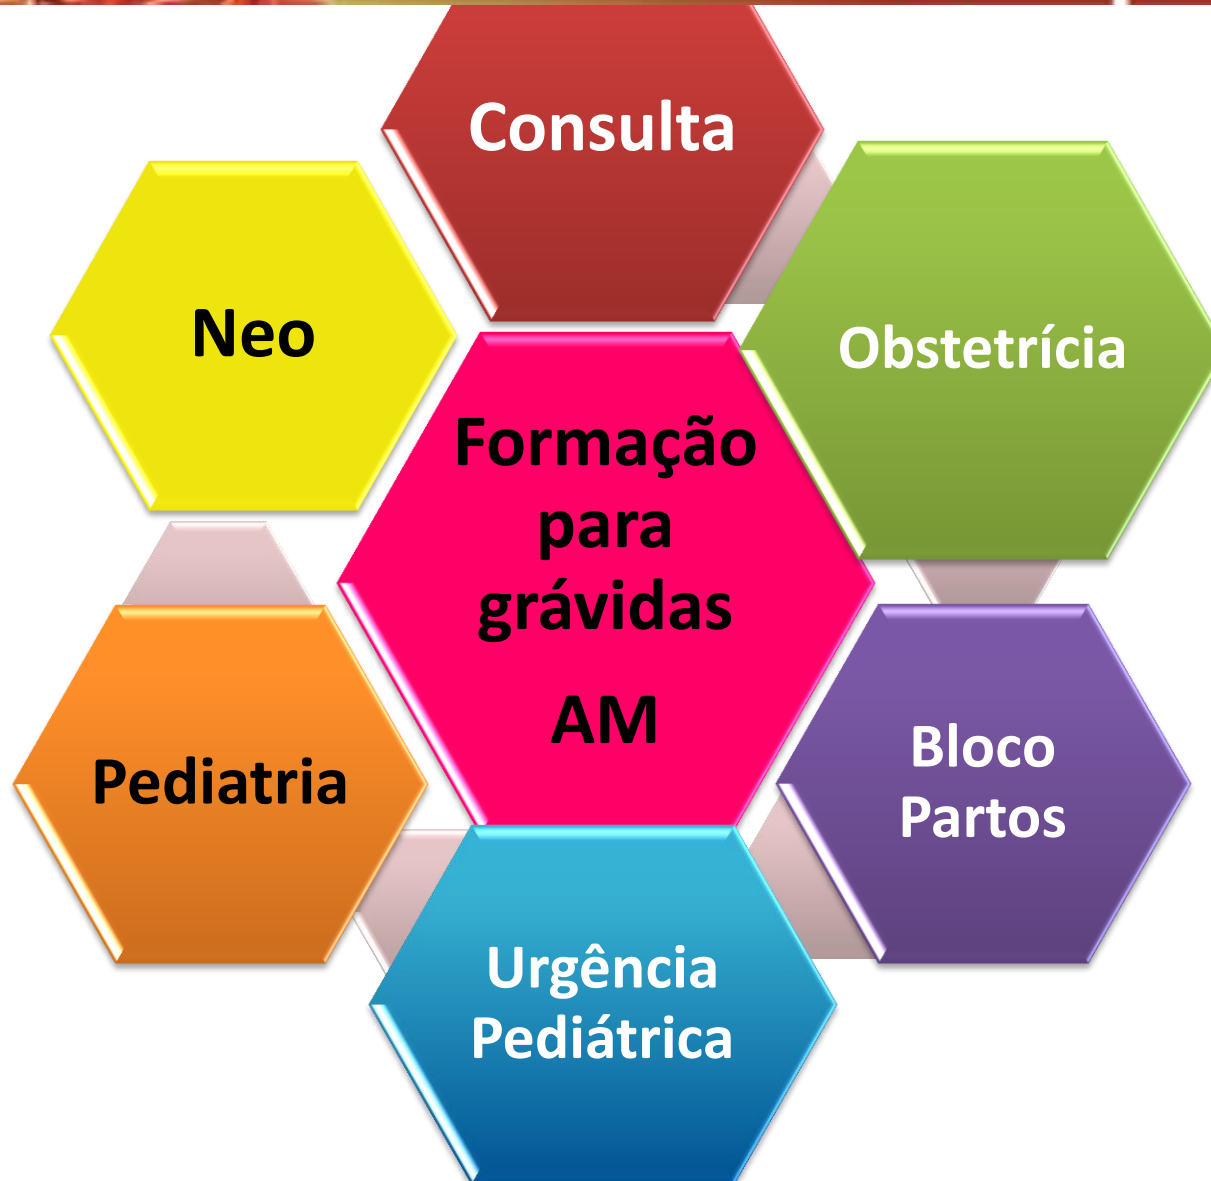 Consulta
Neo
Obstetrícia
Formação
para
grávidas
AM
Pediatria
Bloco
Partos
Urgência
Pediátrica